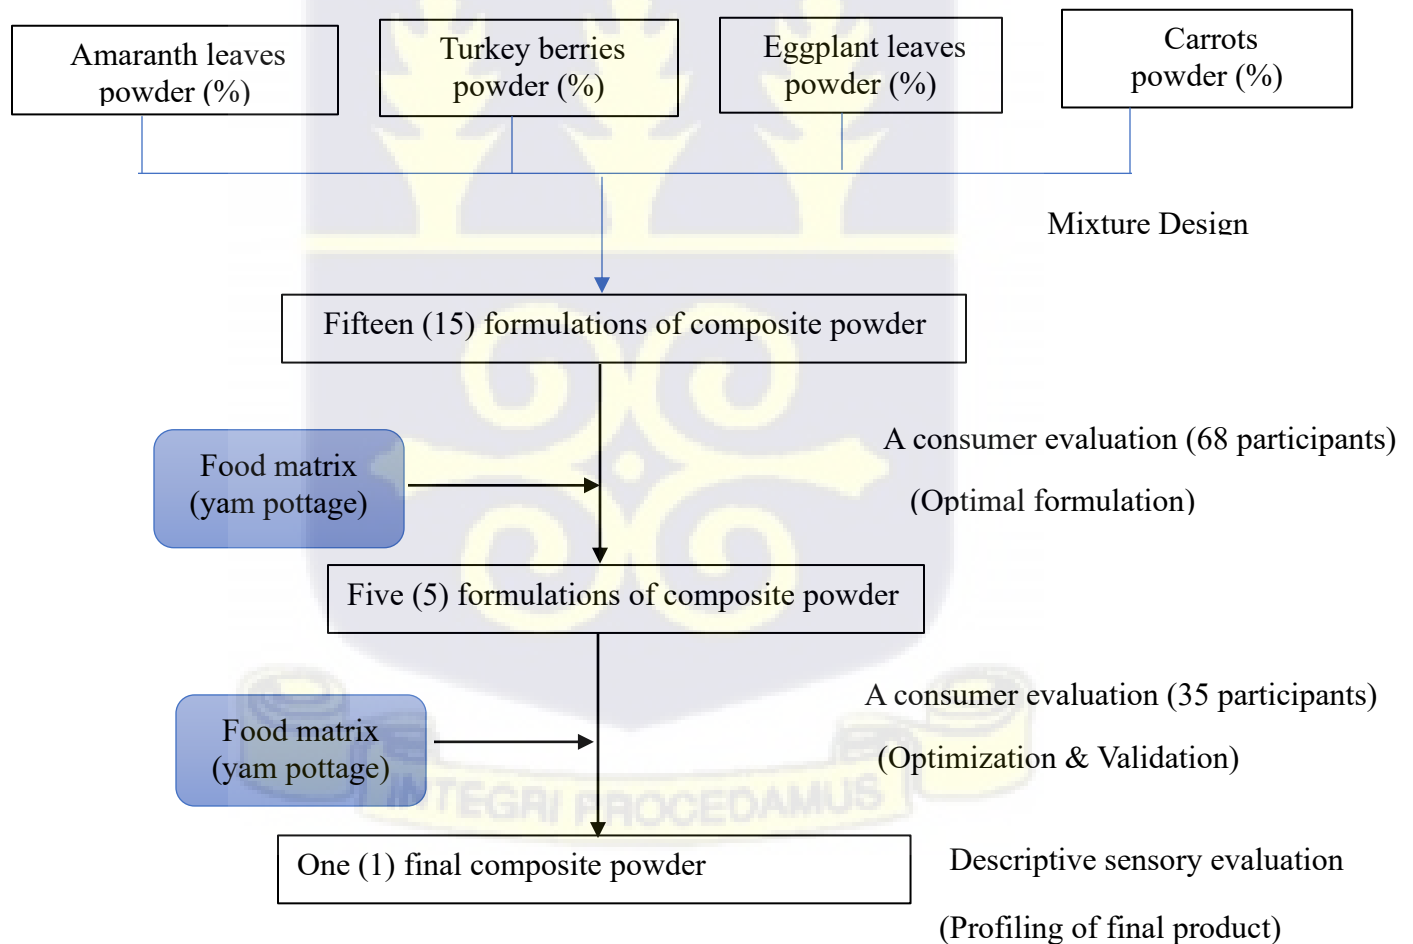 Amaranth leaves
powder (%)
Turkey berries
powder (%)
Eggplant leaves
powder (%)
Carrots
powder (%)
Mixture Design
Fifteen (15) formulations of composite powder
Food matrix
(yam pottage)
A consumer evaluation (68 participants)
(Optimal formulation)
Five (5) formulations of composite powder
Food matrix
(yam pottage)
A consumer evaluation (35 participants)
(Optimization & Validation)
INTEGRI PROCEDAMUS
One (1) final composite powder
Descriptive sensory evaluation
(Profiling of final product)